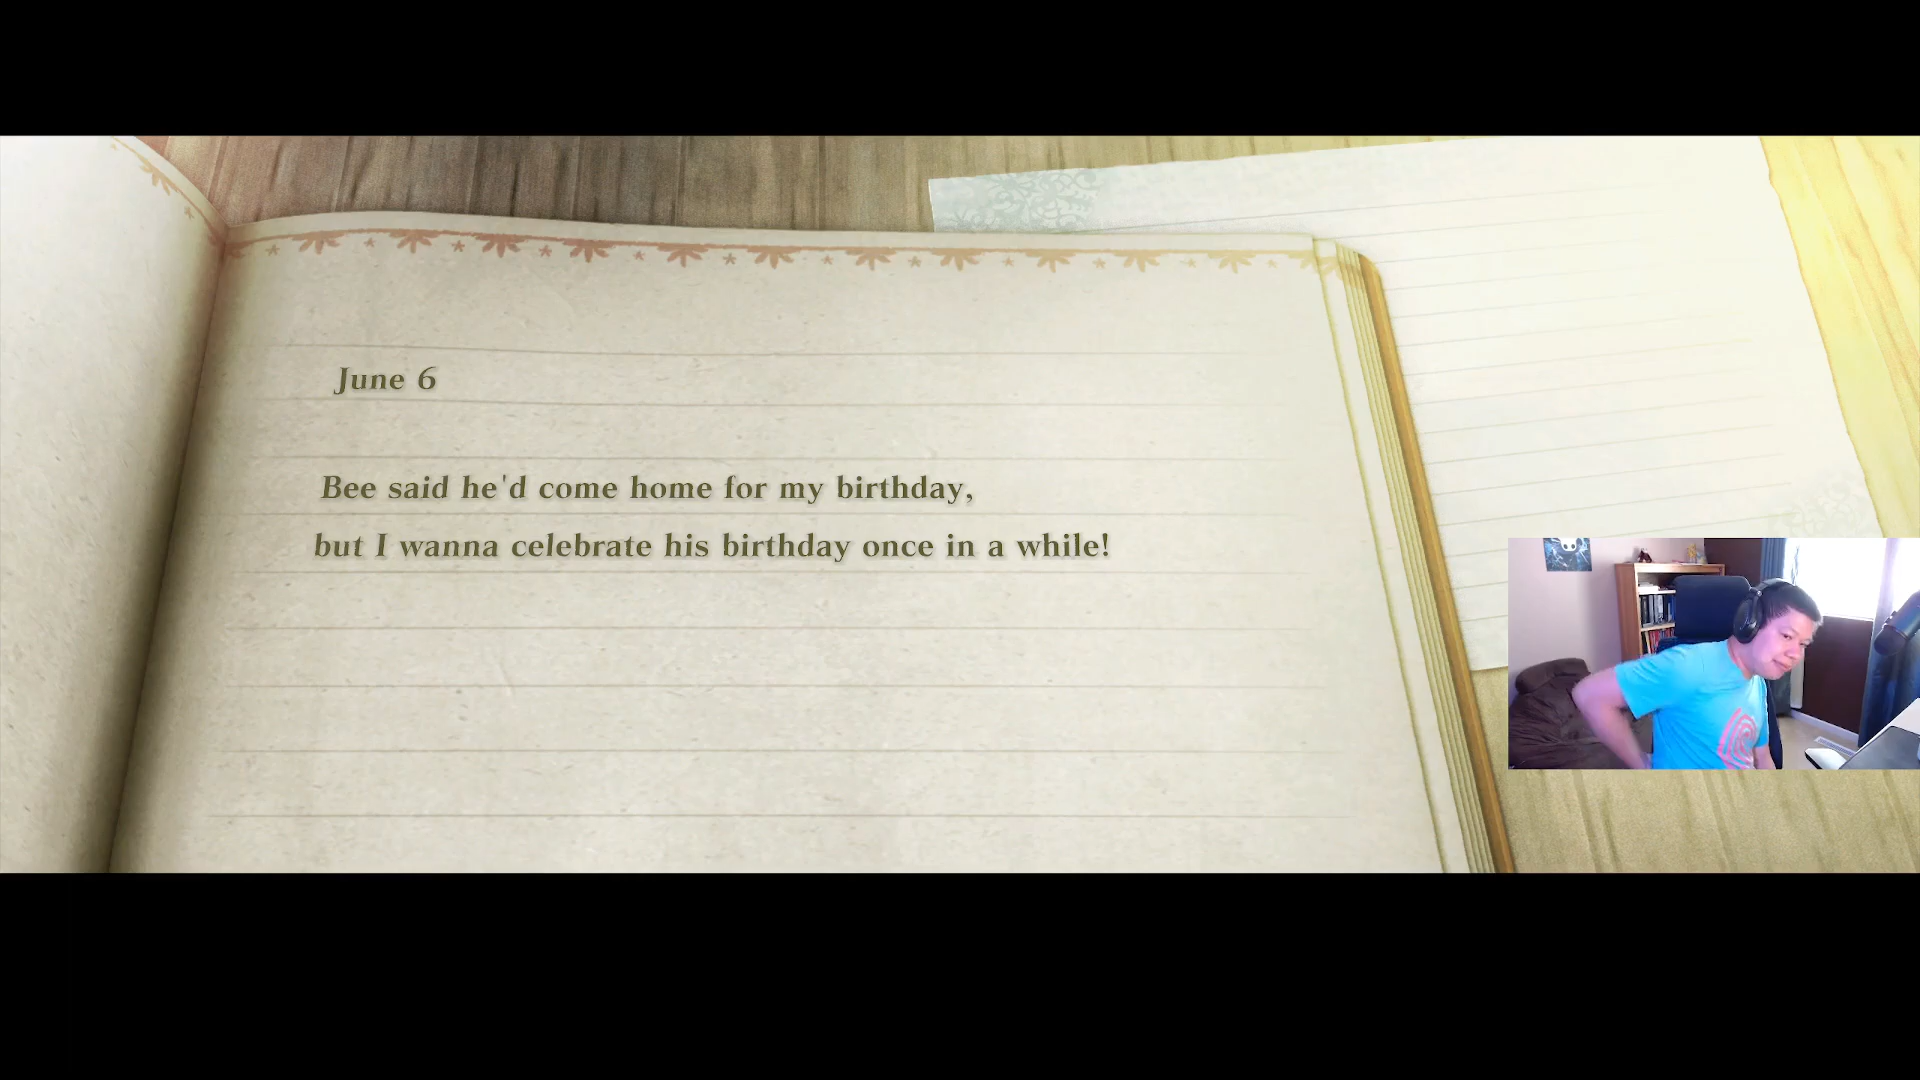 June 6
Bee said he'd come home for my birthday,
but I wanna celebrate his birthday once in a while!